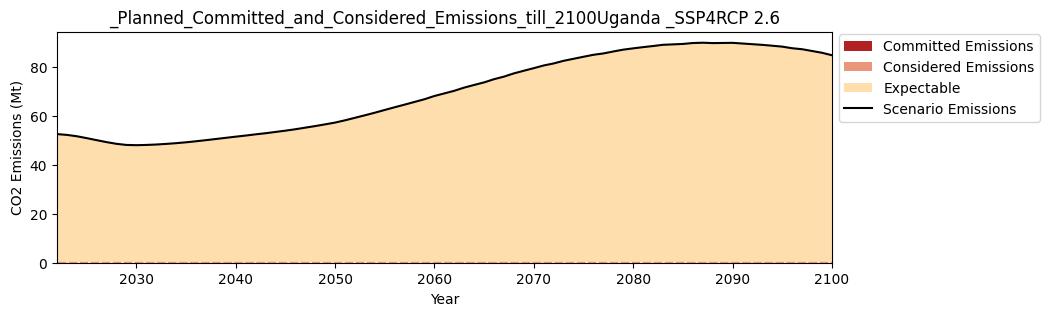 _Planned_Committed_and_Considered_Emissions_till_2100Uganda _SSP4RCP 2.6
CO2 Emissions (Mt)
80
60
40
20
0
2030 2040 2050 2060 2070 2080 2090 2100
Year
Committed Emissions
Considered Emissions
Expectable
Scenario Emissions